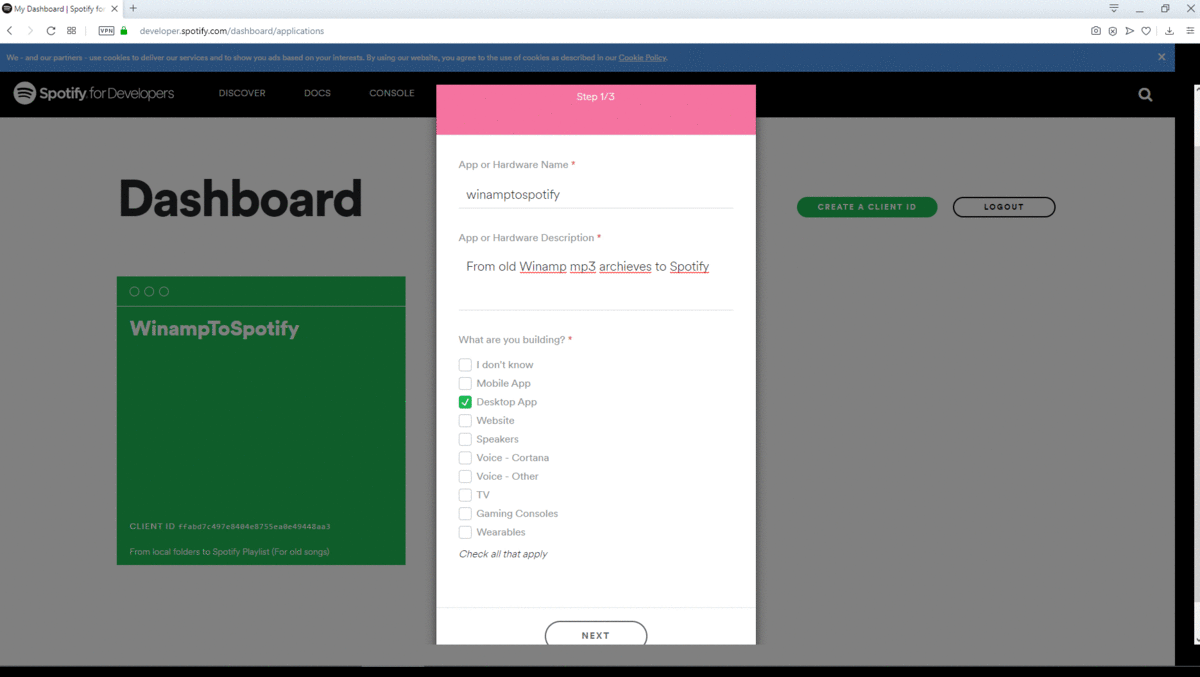 My Dashboard | Spotify for
VPN
developer.spotify.com/dashboard/applications
We - and our partners - use cookies to deliver our services and to show you ads based on your interests. By using our website, you agree to the use of cookies as described in our Cookie Policy.
Spotify for Developers
DISCOVER
DOCS
CONSOLE
Step 1/3
Dashboard
CREATE A CLIENT ID
LOGOUT
WinampToSpotify
CLIENT ID ffabd7c497e8404e8755ea0e49448aa3
From local folders to Spotify Playlist (For old songs)
App or Hardware Name *
winamptospotify
App or Hardware Description *
From old Winamp mp3 archieves to Spotify
What are you building? *
I don't know
Mobile App
Desktop App
Website
Speakers
Voice - Cortana
Voice - Other
TV
Gaming Consoles
Wearables
Check all that apply
NEXT